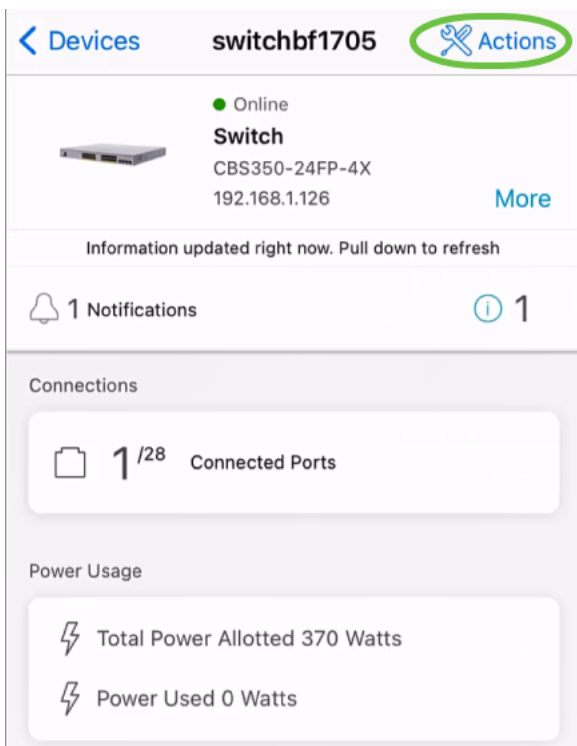 Devices
switchbf1705
Actions
Online
Switch
CBS350-24FP-4X
192.168.1.126
More
Information updated right now. Pull down to refresh
1 Notifications
1
Connections
1/28 Connected Ports
Power Usage
Total Power Allotted 370 Watts
Power Used 0 Watts